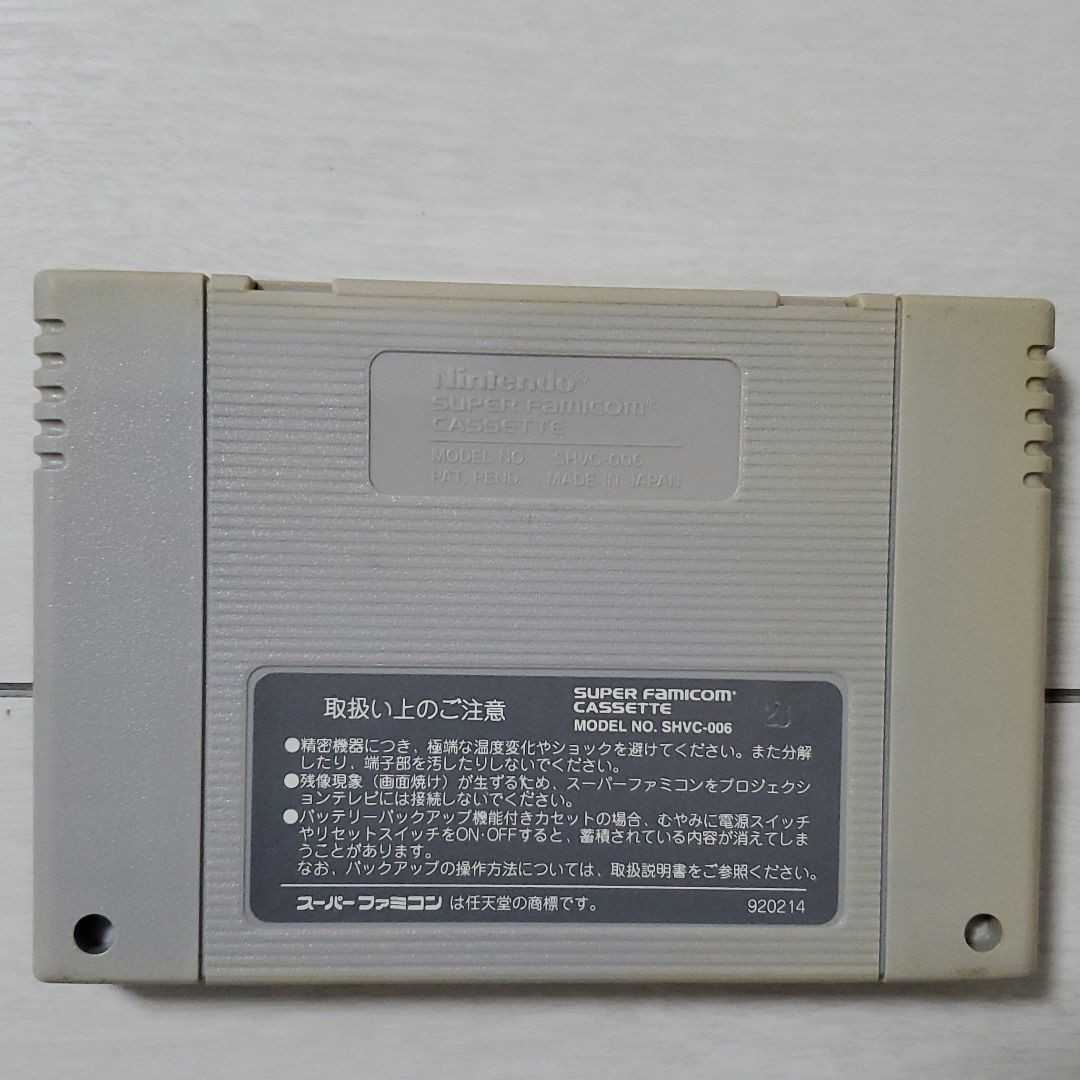 Nintendo®
SUPER FAMICOM®
CASSETTE
MODEL NO. SHVC-006
PAT, PEND. MADE IN JAPAN
取扱い上のご注意
SUPER FAMICOM®
CASSETTE
MODEL NO. SHVC-006
●精密機器につき、極端な温度変化やショックを避けてください。また分解
したり、端子部を汚したりしないでください。
●残像現象（画面焼け）が生ずるため、スーパーファミコンをプロジェクシ
ョンテレビには接続しないでください。
●バッテリーバックアップ機能付きカセットの場合、むやみに電源スイッチ
やリセットスイッチをON·OFFすると、蓄積されている内容が消えてしま
うことがあります。
なお、バックアップの操作方法については、取扱説明書をご参照ください。
スーパーファミコン は任天堂の商標です。
920214